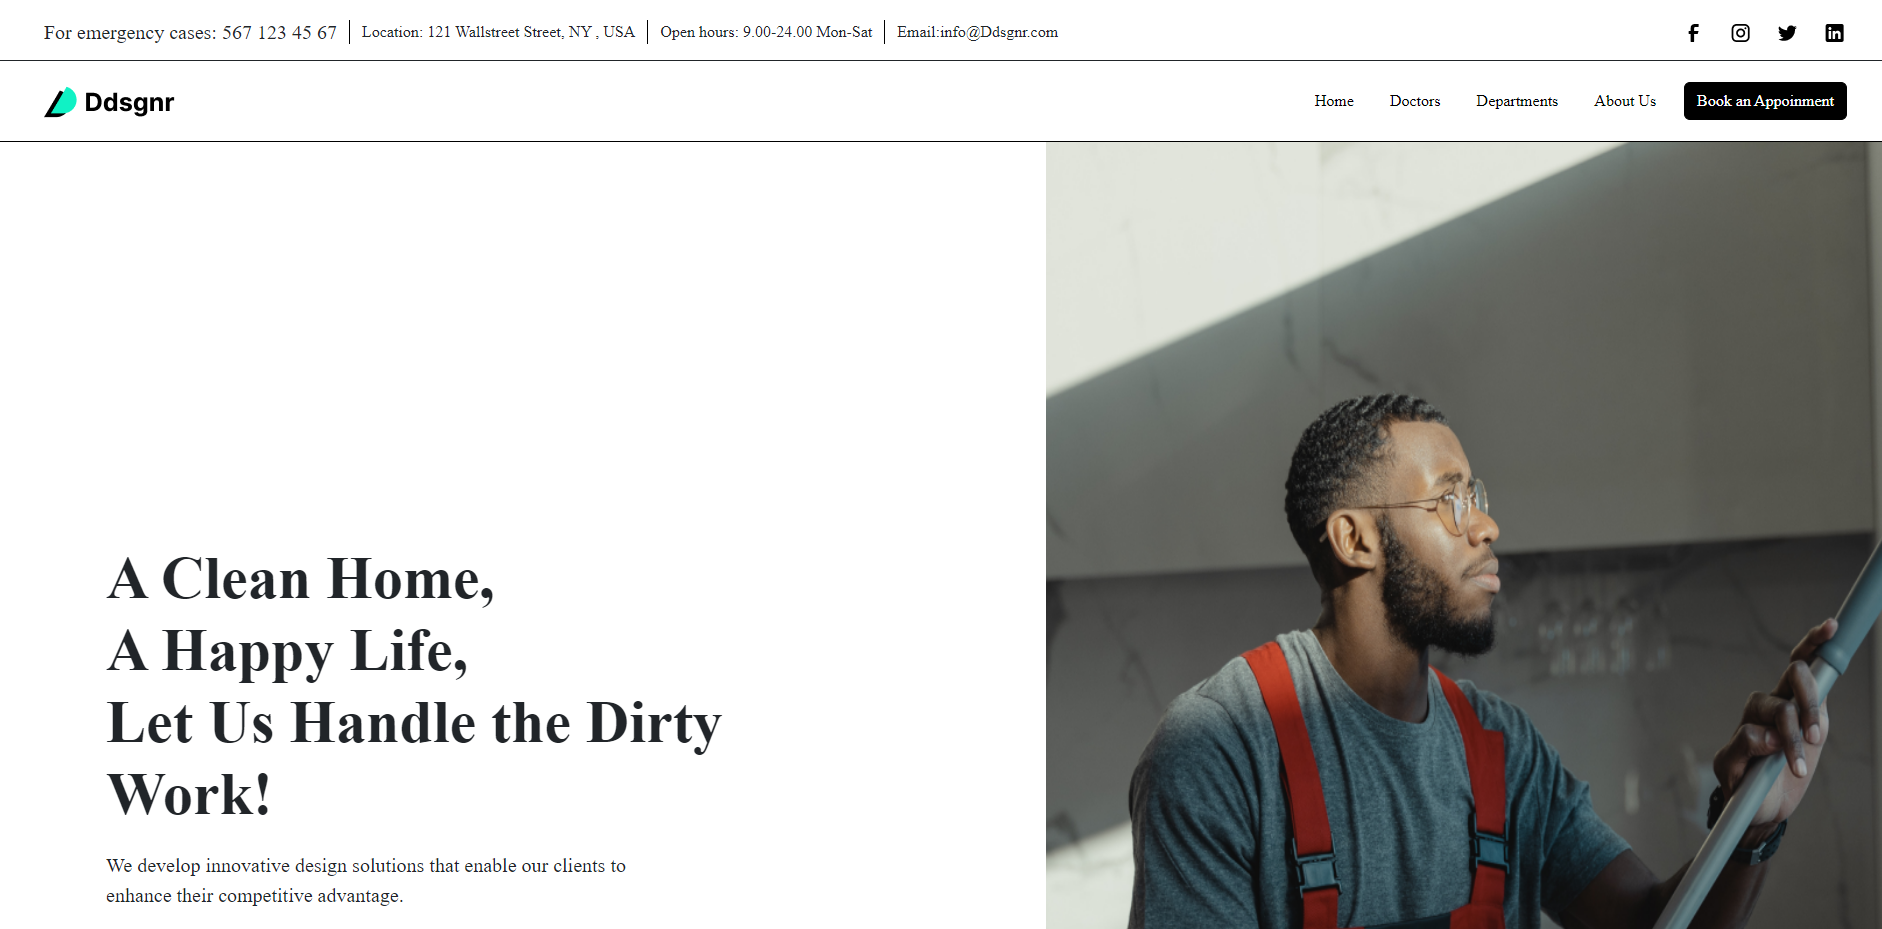 For emergency cases: 567 123 45 67
Location: 121 Wallstreet Street, NY , USA
Open hours: 9.00-24.00 Mon-Sat
Email:info@Ddsgnr.com
Ddsgnr
Home
Doctors
Departments
About Us
Book an Appoinment
A Clean Home,
A Happy Life,
Let Us Handle the Dirty
Work!
We develop innovative design solutions that enable our clients to
enhance their competitive advantage.